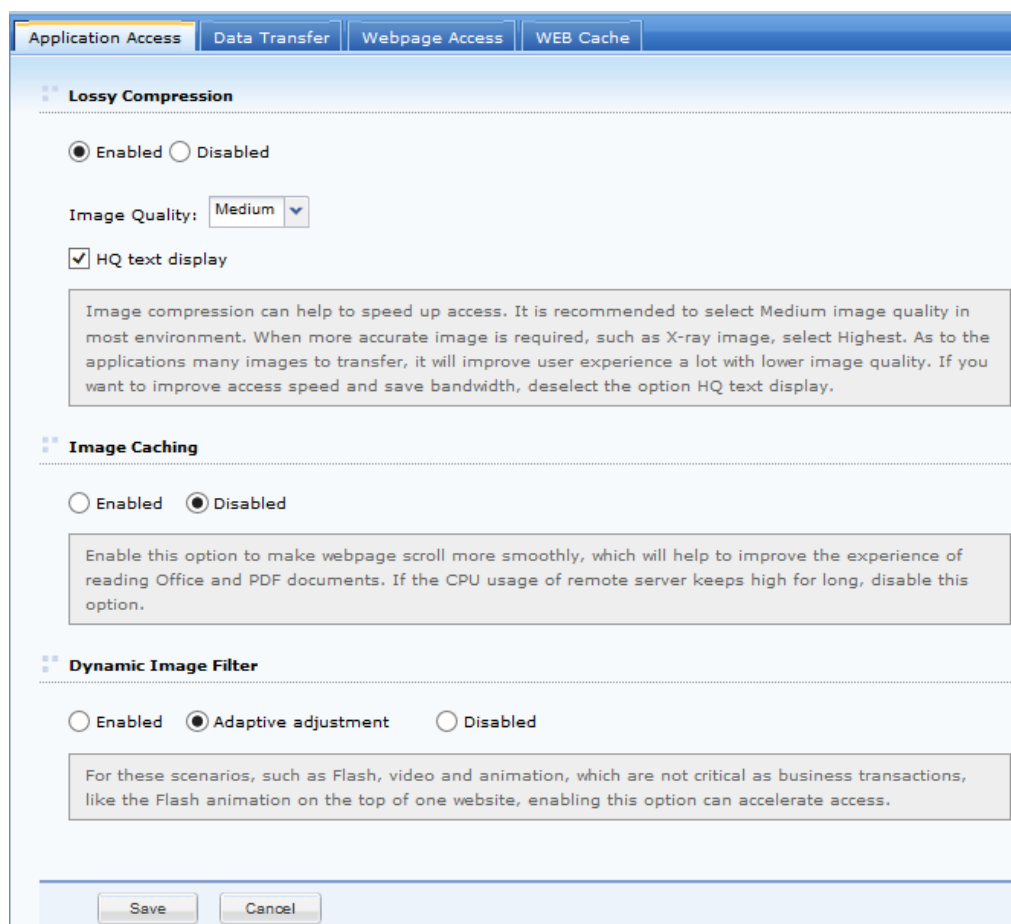 Application Access Data Transfer Webpage Access WEB Cache
Lossy Compression
Enabled Disabled
Image Quality: Medium
HQ text display
Image compression can help to speed up access. It is recommended to select Medium image quality in
most environment. When more accurate image is required, such as X-ray image, select Highest. As to the
applications many images to transfer, it will improve user experience a lot with lower image quality. If you
want to improve access speed and save bandwidth, deselect the option HQ text display.
Image Caching
Enabled Disabled
Enable this option to make webpage scroll more smoothly, which will help to improve the experience of
reading Office and PDF documents. If the CPU usage of remote server keeps high for long, disable this
option.
Dynamic Image Filter
Enabled Adaptive adjustment Disabled
For these scenarios, such as Flash, video and animation, which are not critical as business transactions,
like the Flash animation on the top of one website, enabling this option can accelerate access.
Save Cancel